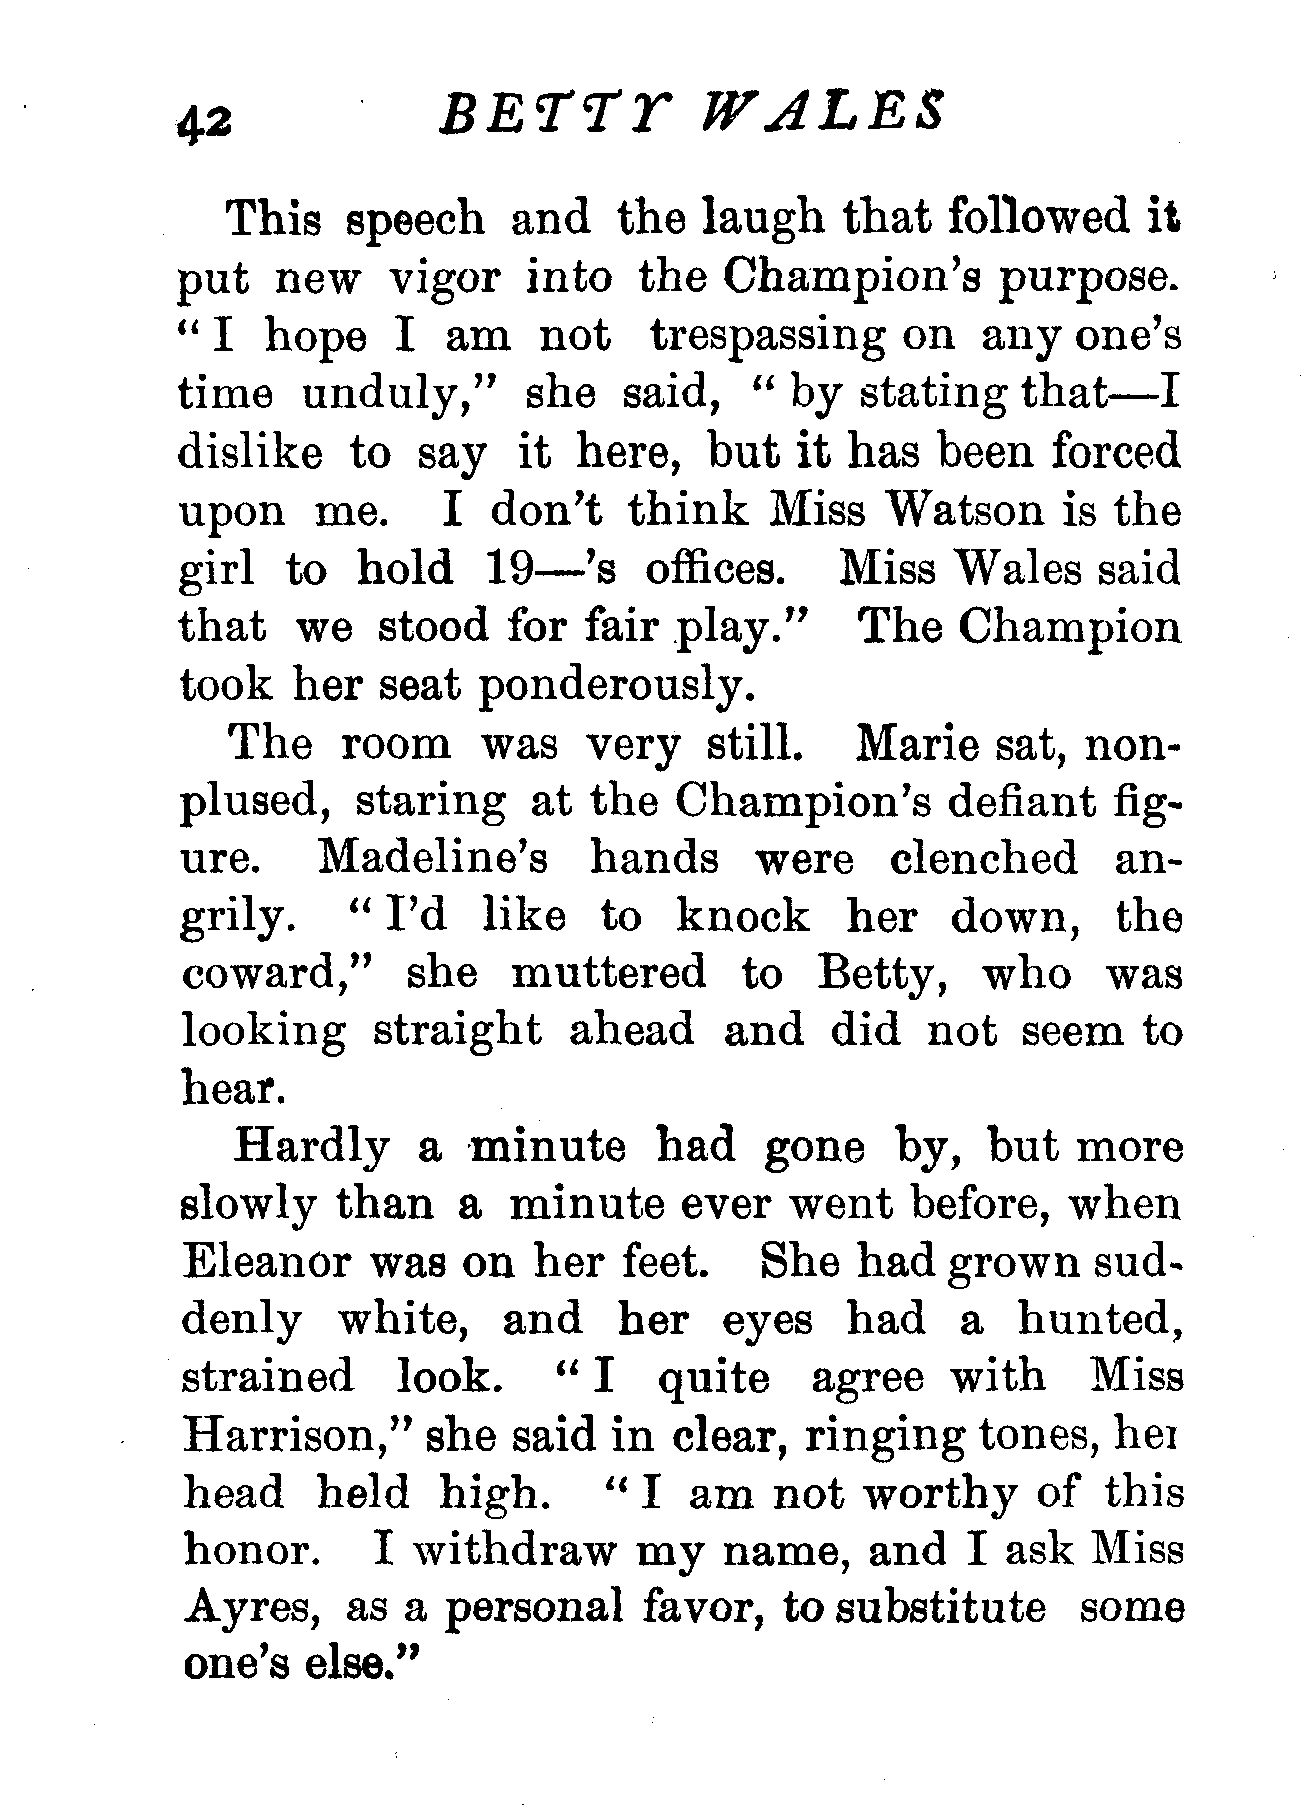 42 BETTY WALES
This speech and the laugh that followed it
put new vigor into the Champion's purpose.
“ I hope I am not trespassing on any one's
time unduly,” she said, “ by stating that—I
dislike to say it here, but it has been forced
upon me. I don't think Miss Watson is the
girl to hold 19—'s offices. Miss Wales said
that we stood for fair play.” The Champion
took her seat ponderously.
The room was very still. Marie sat, non-
plused, staring at the Champion's defiant fig-
ure. Madeline's hands were clenched an-
grily. “ I'd like to knock her down, the
coward,” she muttered to Betty, who was
looking straight ahead and did not seem to
hear.
Hardly a minute had gone by, but more
slowly than a minute ever went before, when
Eleanor was on her feet. She had grown sud-
denly white, and her eyes had a hunted,
strained look. “ I quite agree with Miss
Harrison,” she said in clear, ringing tones, her
head held high. “ I am not worthy of this
honor. I withdraw my name, and I ask Miss
Ayres, as a personal favor, to substitute some
one's else.”